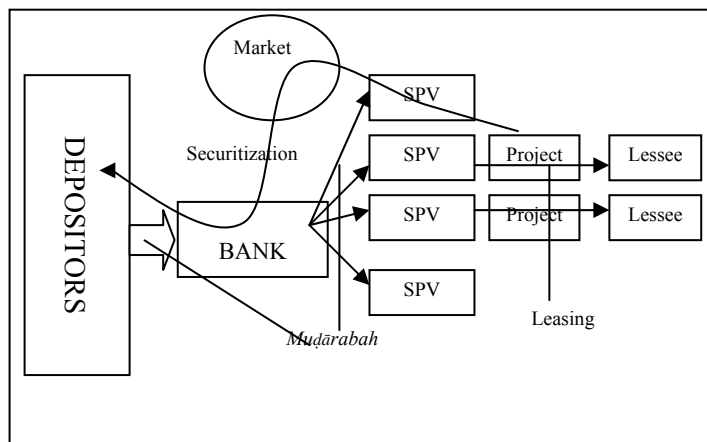 Market
SPV
DEPOSITORS
Securitization
SPV
Project
Lessee
SPV
Project
Lessee
BANK
SPV
Muḍārabah
Leasing